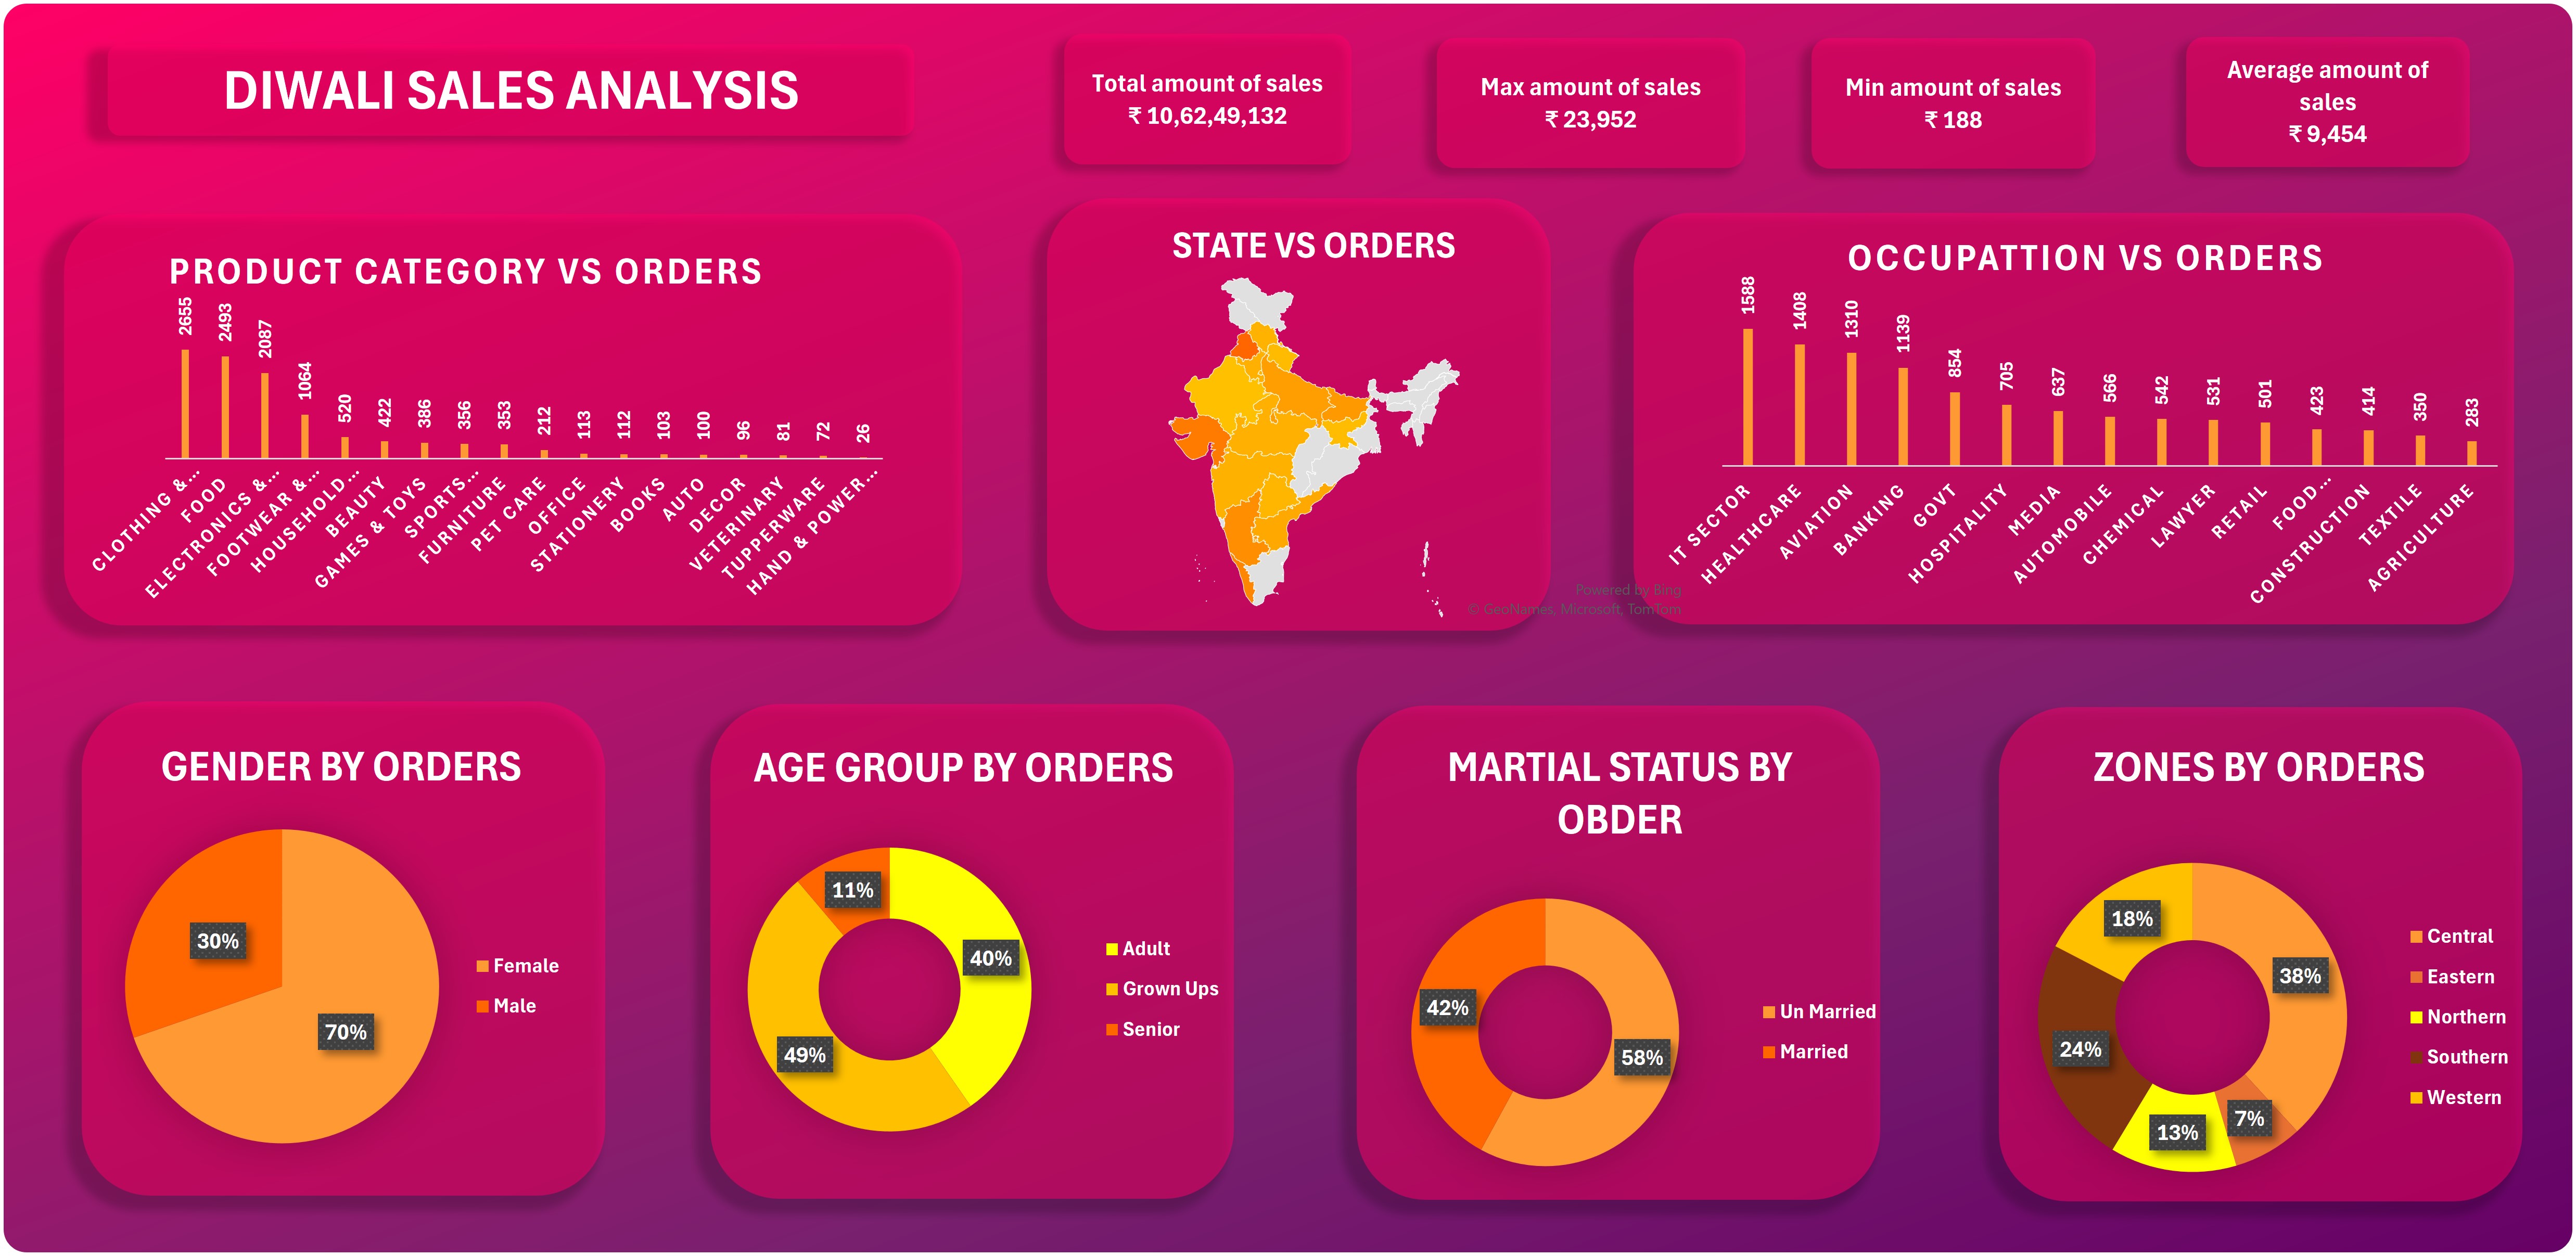 DIWALI SALES ANALYSIS
Total amount of sales
₹ 10,62,49,132
Max amount of sales
₹ 23,952
Min amount of sales
₹ 188
Average amount of
sales
₹ 9,454
PRODUCT CATEGORY VS ORDERS
2655
2493
2087
1064
520
422
386
356
353
212
113
112
103
100
96
81
72
26
CLOTHING &...
FOOD
ELECTRONICS &...
FOOTWEAR &...
HOUSEHOLD...
BEAUTY
GAMES & TOYS
SPORTS...
FURNITURE
PET CARE
OFFICE
STATIONERY
BOOKS
AUTO
DECOR
VETERINARY
TUPPERWARE
HAND & POWER...
STATE VS ORDERS
Powered by Bing
© GeoNames, Microsoft, TomTom
OCCUPATTION VS ORDERS
1588
1408
1310
1139
854
705
637
566
542
531
501
423
414
350
283
IT SECTOR
HEALTHCARE
AVIATION
BANKING
GOVT
HOSPITALITY
MEDIA
AUTOMOBILE
CHEMICAL
LAWYER
RETAIL
FOOD...
CONSTRUCTION
TEXTILE
AGRICULTURE
GENDER BY ORDERS
30%
70%
Female
Male
AGE GROUP BY ORDERS
11%
40%
49%
Adult
Grown Ups
Senior
MARTIAL STATUS BY
OBDER
42%
58%
Un Married
Married
ZONES BY ORDERS
18%
38%
24%
7%
13%
Central
Eastern
Northern
Southern
Western